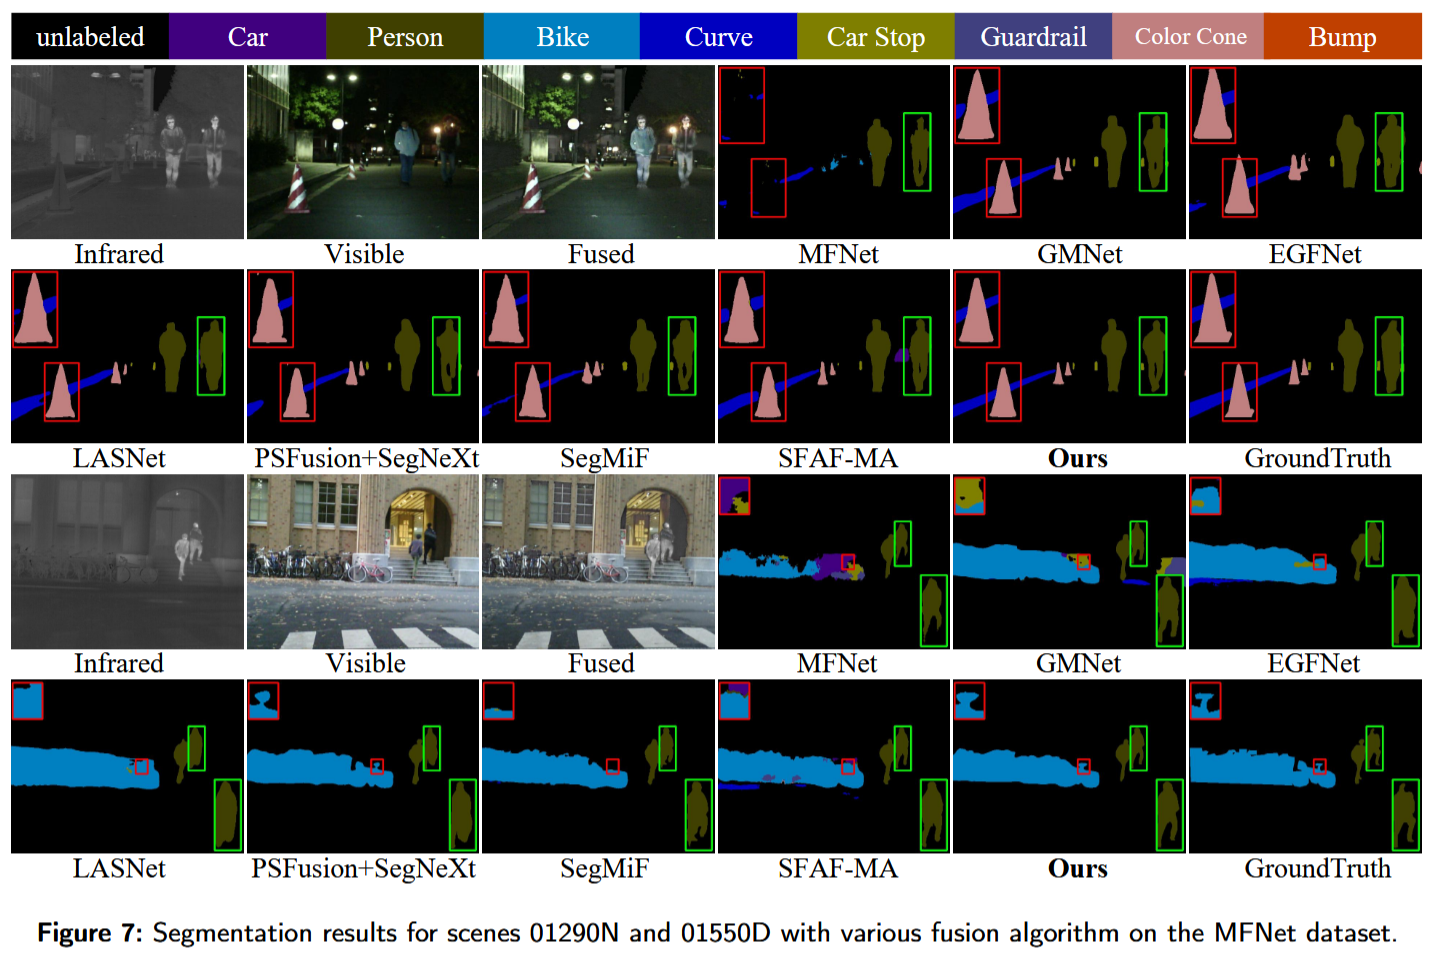 unlabeled Car Person Bike Curve Car Stop Guardrail Color Cone Bump
Infrared Visible Fused MFNet GMNet EGFNet
LASNet PSFusion+SegNeXt SegMiF SFAF-MA Ours GroundTruth
Infrared Visible Fused MFNet GMNet EGFNet
LASNet PSFusion+SegNeXt SegMiF SFAF-MA Ours GroundTruth
Figure 7: Segmentation results for scenes 01290N and 01550D with various fusion algorithm on the MFNet dataset.